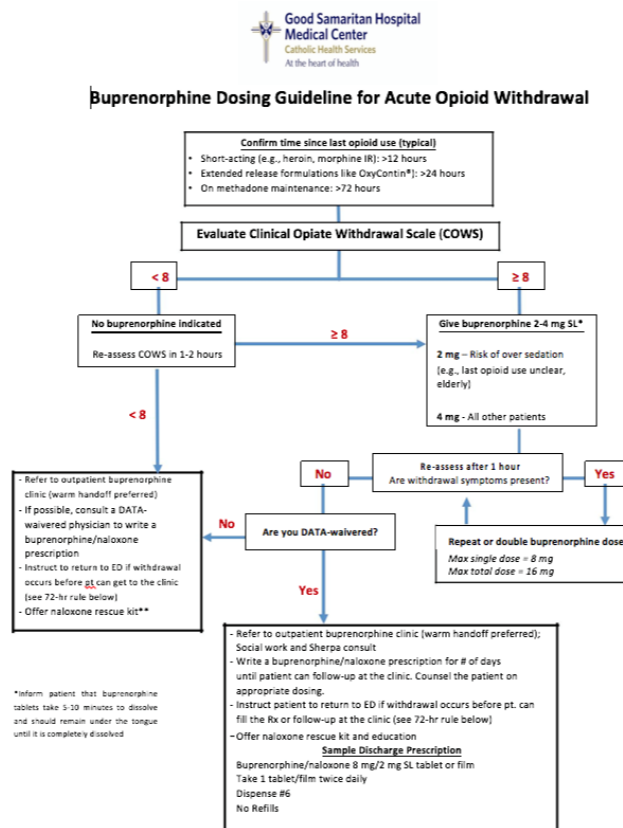 Good Samaritan Hospital
Medical Center
Catholic Health Services
At the heart of health
Buprenorphine Dosing Guideline for Acute Opioid Withdrawal
Confirm time since last opioid use (typical)
• Short-acting (e.g., heroin, morphine IR): >12 hours
• Extended release formulations like OxyContin®): >24 hours
• On methadone maintenance: >72 hours
Evaluate Clinical Opiate Withdrawal Scale (COWS)
< 8
≥ 8
No buprenorphine indicated
Re-assess COWS in 1-2 hours
≥ 8
Give buprenorphine 2-4 mg SL*
2 mg – Risk of over sedation
(e.g., last opioid use unclear,
elderly)
4 mg - All other patients
< 8
No
Re-assess after 1 hour
Are withdrawal symptoms present?
Yes
- Refer to outpatient buprenorphine
clinic (warm handoff preferred)
- If possible, consult a DATA-
waivered physician to write a
buprenorphine/naloxone
prescription
- Instruct to return to ED if withdrawal
occurs before pt can get to the clinic
(see 72-hr rule below)
- Offer naloxone rescue kit**
No
Are you DATA-waivered?
Repeat or double buprenorphine dose
Max single dose = 8 mg
Max total dose = 16 mg
Yes
- Refer to outpatient buprenorphine clinic (warm handoff preferred);
Social work and Sherpa consult
- Write a buprenorphine/naloxone prescription for # of days
until patient can follow-up at the clinic. Counsel the patient on
appropriate dosing.
- Instruct patient to return to ED if withdrawal occurs before pt. can
fill the Rx or follow-up at the clinic (see 72-hr rule below)
- Offer naloxone rescue kit and education
Sample Discharge Prescription
Buprenorphine/naloxone 8 mg/2 mg SL tablet or film
Take 1 tablet/film twice daily
Dispense #6
No Refills
*Inform patient that buprenorphine
tablets take 5-10 minutes to dissolve
and should remain under the tongue
until it is completely dissolved